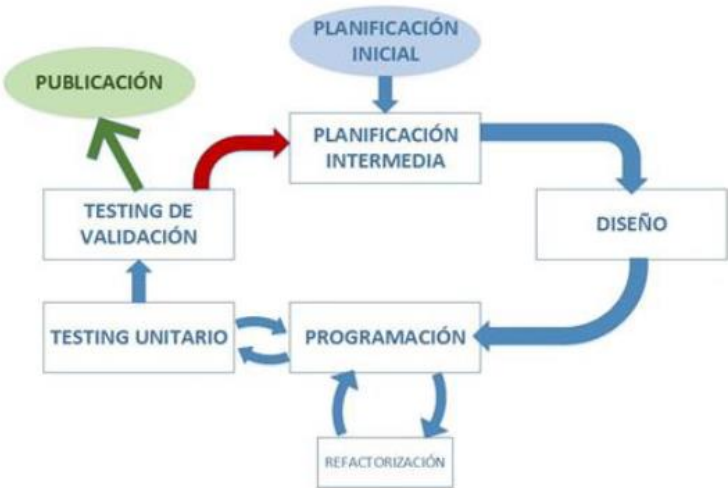 PLANIFICACIÓN
INICIAL
PUBLICACIÓN
PLANIFICACIÓN
INTERMEDIA
TESTING DE
VALIDACIÓN
DISEÑO
TESTING UNITARIO
PROGRAMACIÓN
REFACTORIZACIÓN